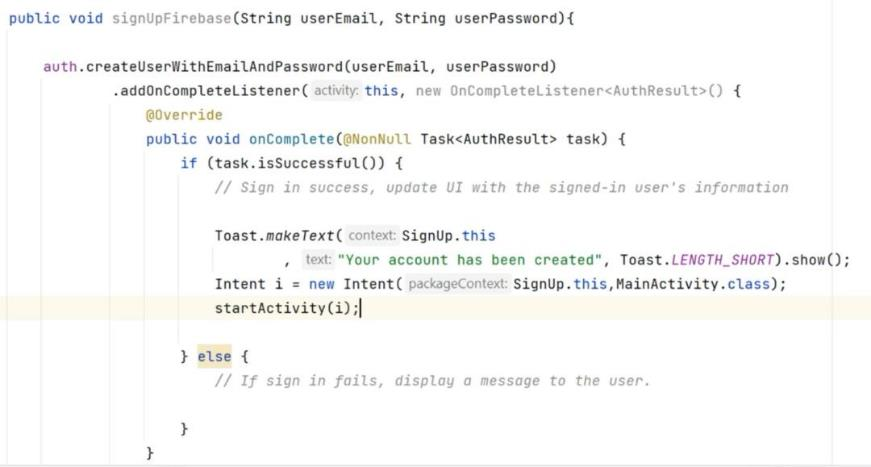 public void signUpFirebase(String userEmail, String userPassword){
auth.createUserWithEmailAndPassword(userEmail, userPassword)
.addOnCompleteListener( activity: this, new OnCompleteListener<AuthResult>() {
@Override
public void onComplete(@NonNull Task<AuthResult> task) {
if (task.isSuccessful()) {
// Sign in success, update UI with the signed-in user's information
Toast.makeText( context: SignUp.this
, text: "Your account has been created", Toast.LENGTH_SHORT).show();
Intent i = new Intent( packageContext: SignUp.this,MainActivity.class);
startActivity(i);
} else {
// If sign in fails, display a message to the user.
}
}